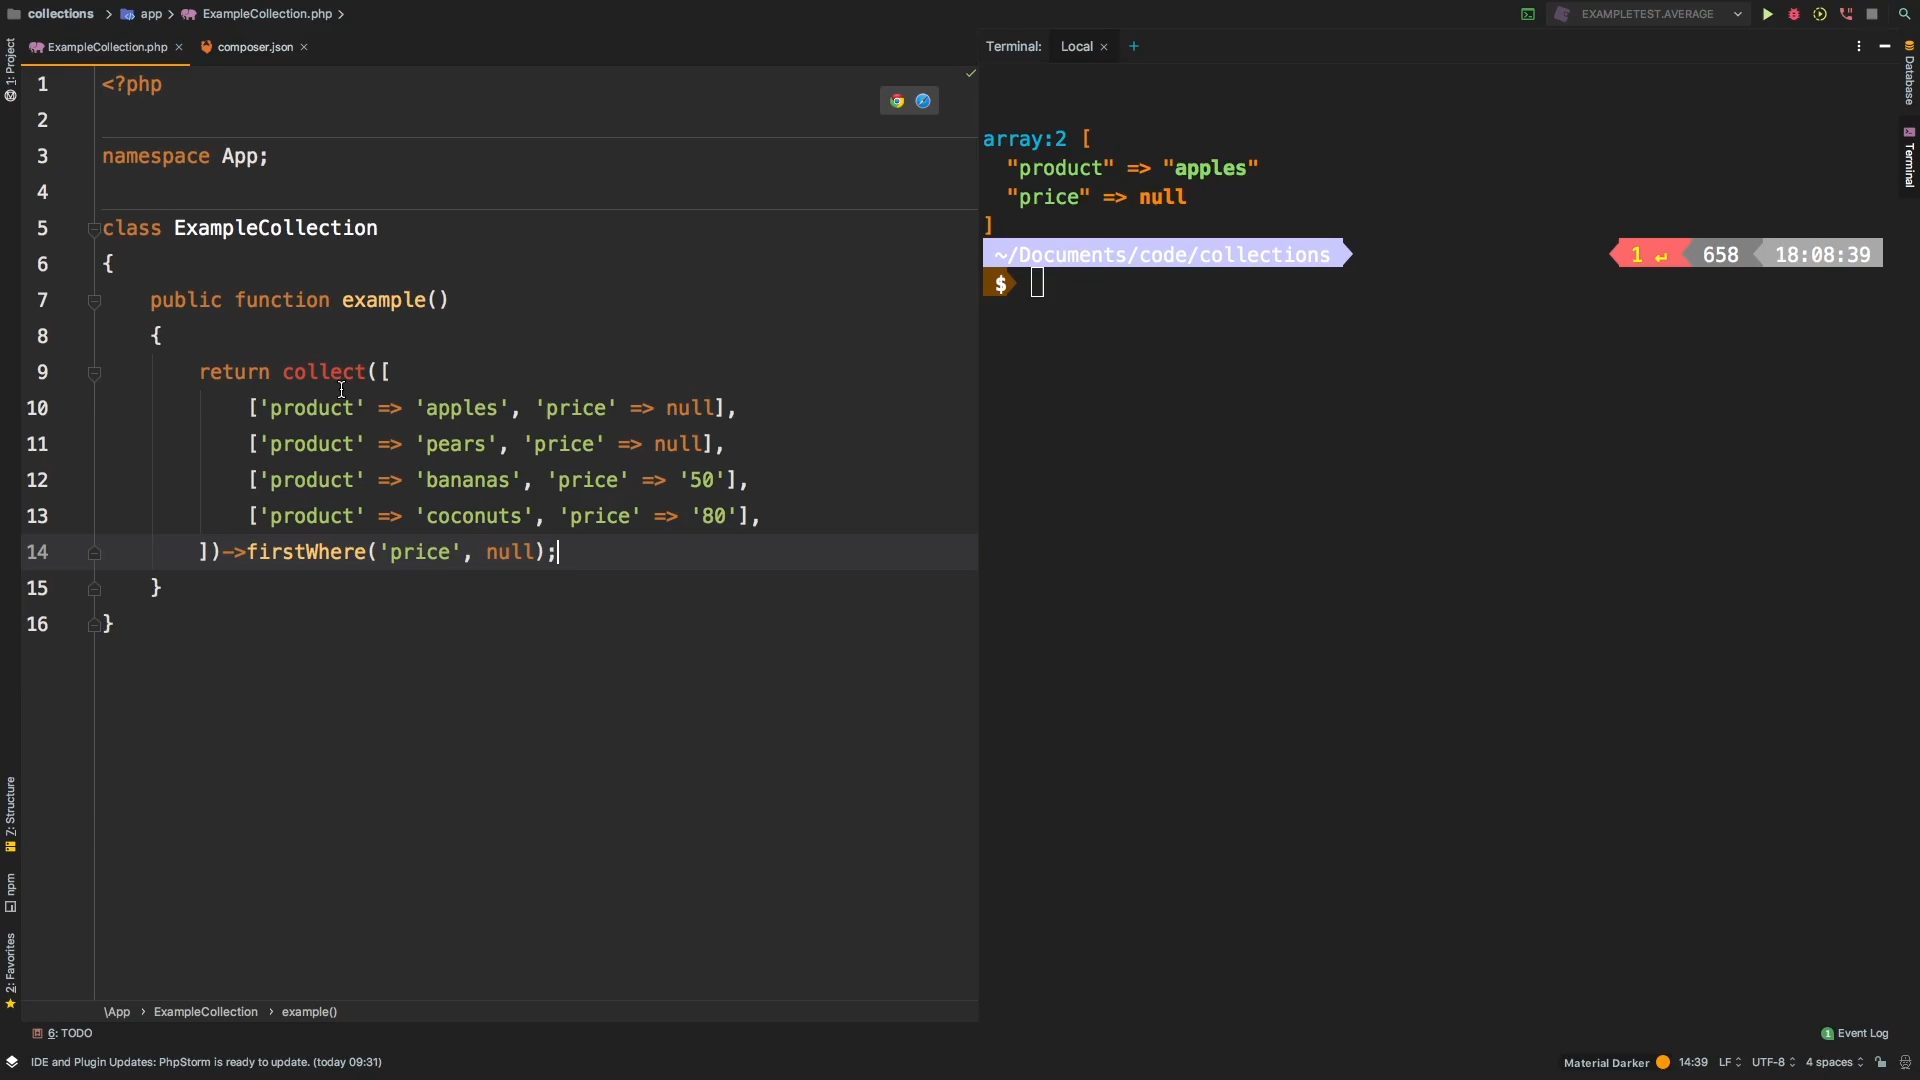 collections app ExampleCollection.php
EXAMPLETEST.AVERAGE
ExampleCollection.php composer.json
Terminal: Local +
1: Project
Database
Terminal
1 <?php
2
3 namespace App;
4
5 class ExampleCollection
6 {
7 public function example()
8 {
9 return collect([
10 ['product' => 'apples', 'price' => null],
11 ['product' => 'pears', 'price' => null],
12 ['product' => 'bananas', 'price' => '50'],
13 ['product' => 'coconuts', 'price' => '80'],
14 ])->firstWhere('price', null);
15 }
16 }
array:2 [
"product" => "apples"
"price" => null
]
~/Documents/code/collections
1 ↵ 658 18:08:39
$
Z: Structure
npm
2: Favorites
\App › ExampleCollection › example()
6: TODO
1 Event Log
IDE and Plugin Updates: PhpStorm is ready to update. (today 09:31)
Material Darker 14:39 LF UTF-8 4 spaces